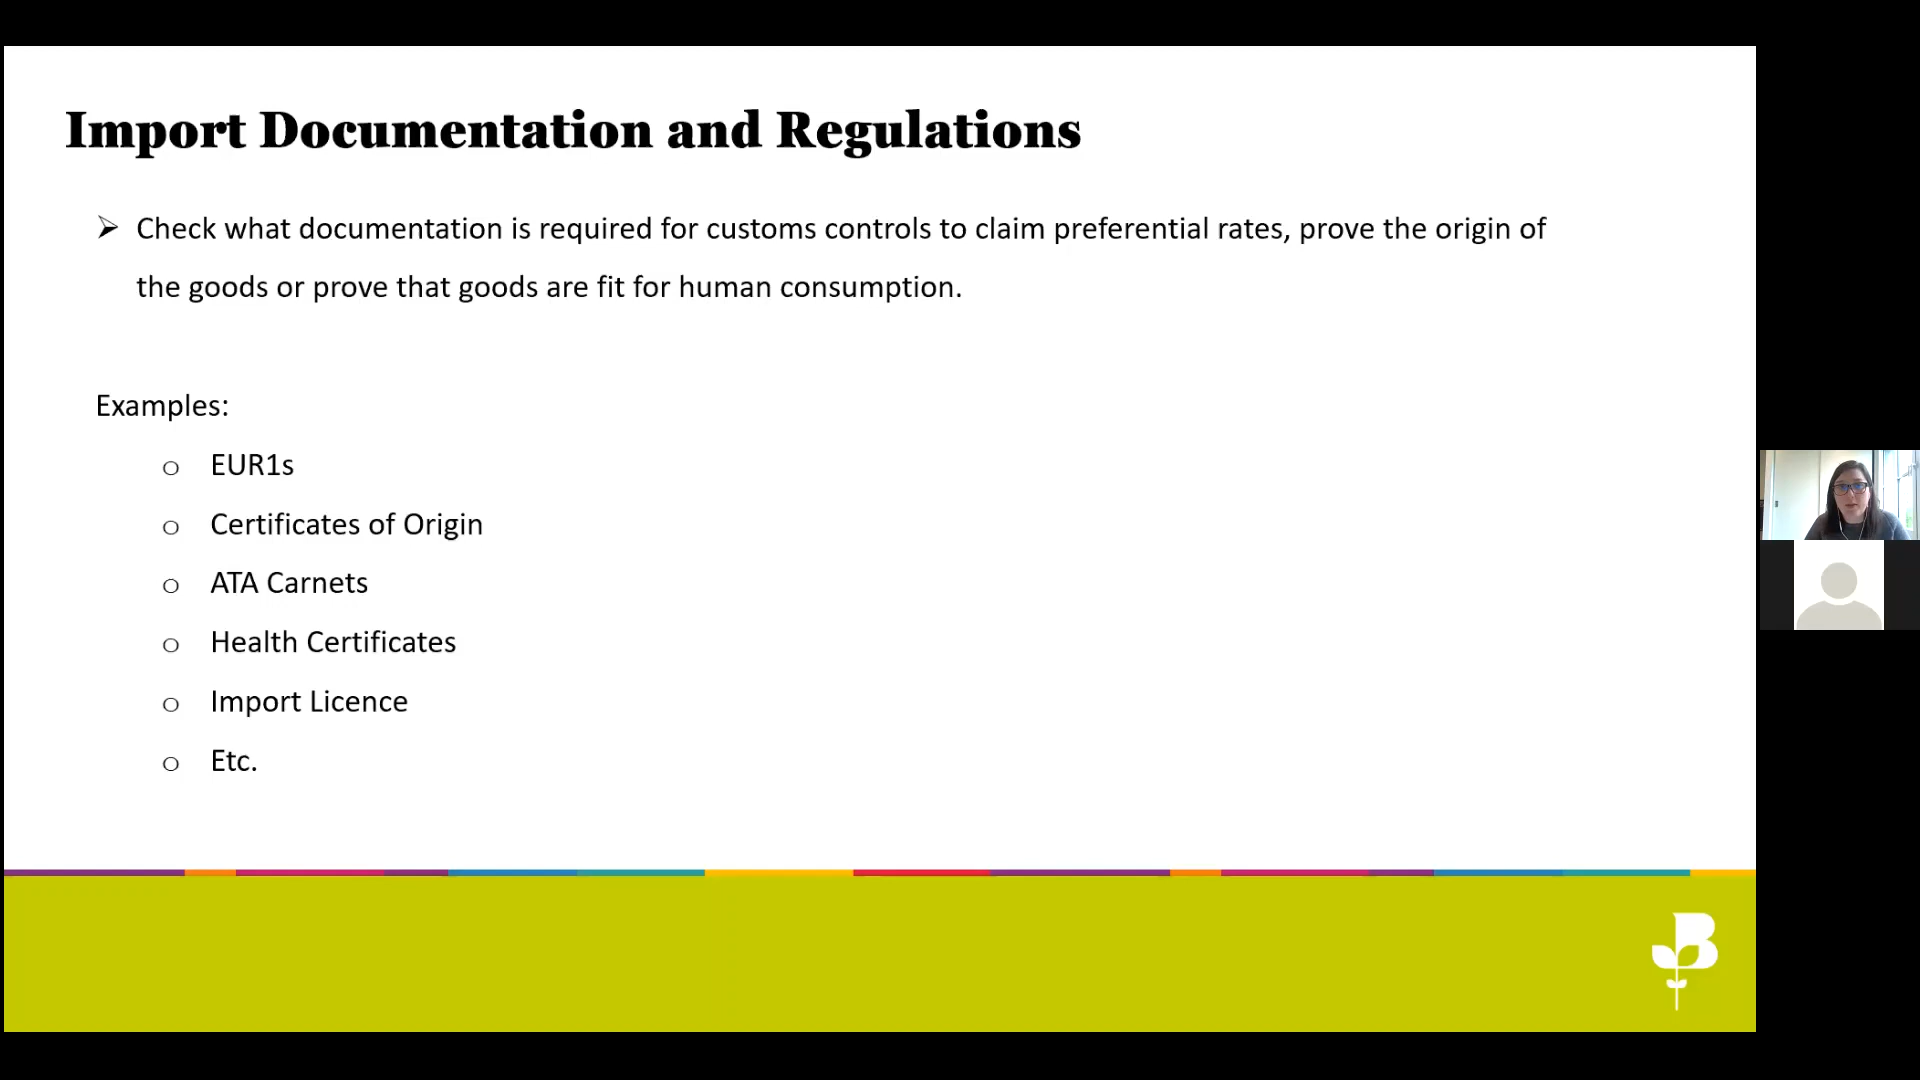 Import Documentation and Regulations
➢ Check what documentation is required for customs controls to claim preferential rates, prove the origin of
the goods or prove that goods are fit for human consumption.
Examples:
o EUR1s
o Certificates of Origin
o ATA Carnets
o Health Certificates
o Import Licence
o Etc.